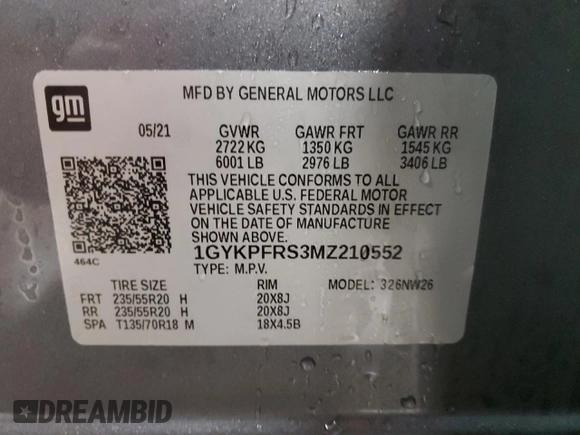 gm
MFD BY GENERAL MOTORS LLC
05/21 GVWR GAWR FRT GAWR RR
2722 KG 1350 KG 1545 KG
6001 LB 2976 LB 3406 LB
THIS VEHICLE CONFORMS TO ALL
APPLICABLE U.S. FEDERAL MOTOR
VEHICLE SAFETY STANDARDS IN EFFECT
ON THE DATE OF MANUFACTURE
SHOWN ABOVE.
464C
1GYKPFRS3MZ210552
TYPE: M.P.V. MODEL: 326NW26
TIRE SIZE RIM
FRT 235/55R20 H 20X8J
RR 235/55R20 H 20X8J
SPA T135/70R18 M 18X4.5B
DREAMBID